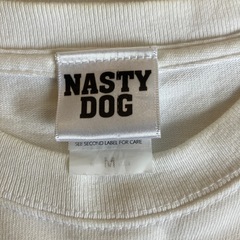 NASTY
DOG
SEE SECOND LABEL FOR CARE
M